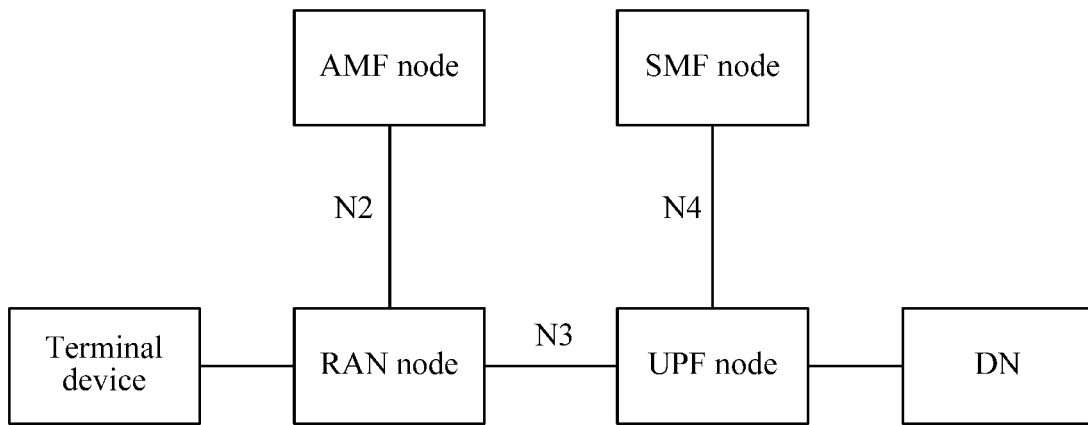 AMF node
SMF node
N2
N4
N3
Terminal
device
RAN node
UPF node
DN